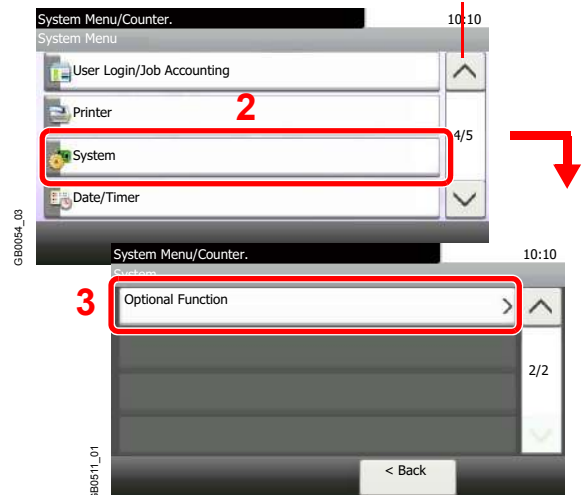 System Menu/Counter. 10:10
System Menu
User Login/Job Accounting
Printer
2
4/5
System
Date/Timer
GB0054_03
System Menu/Counter. 10:10
System
3
Optional Function
2/2
GB0511_01
< Back